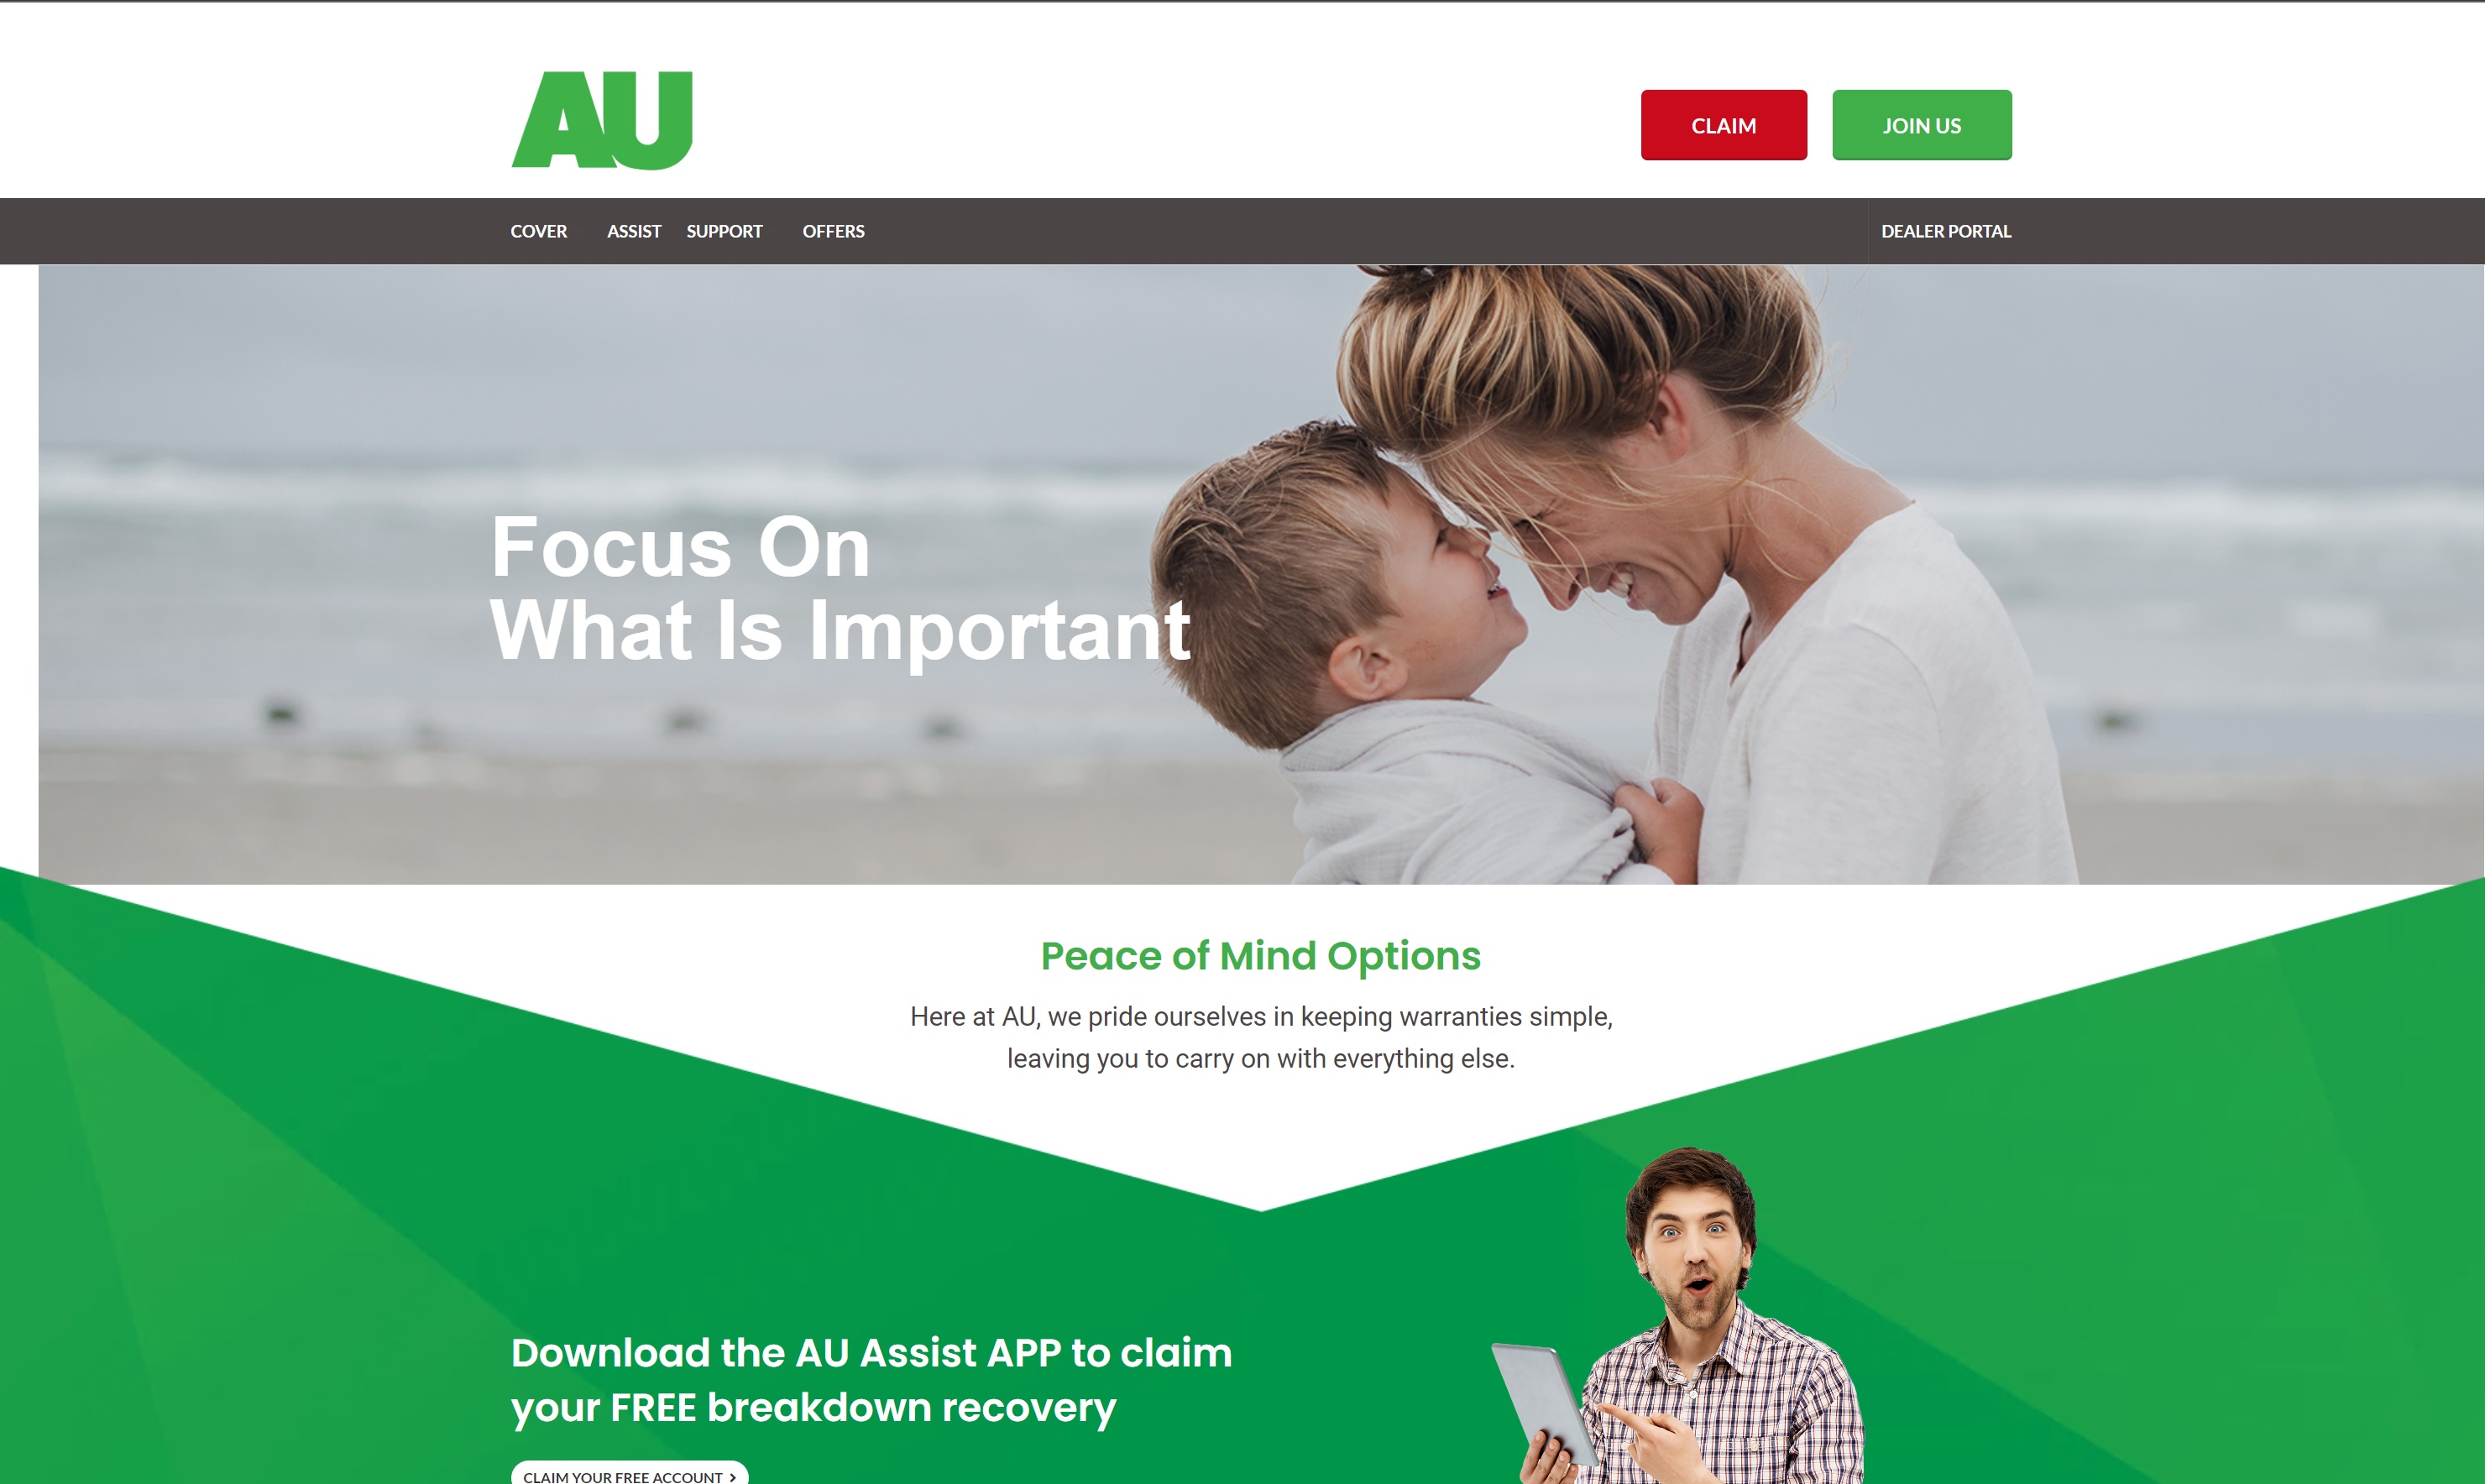 AU
CLAIM
JOIN US
COVER
ASSIST
SUPPORT
OFFERS
DEALER PORTAL
Focus On
What Is Important
Peace of Mind Options
Here at AU, we pride ourselves in keeping warranties simple,
leaving you to carry on with everything else.
Download the AU Assist APP to claim
your FREE breakdown recovery
CLAIM YOUR FREE ACCOUNT